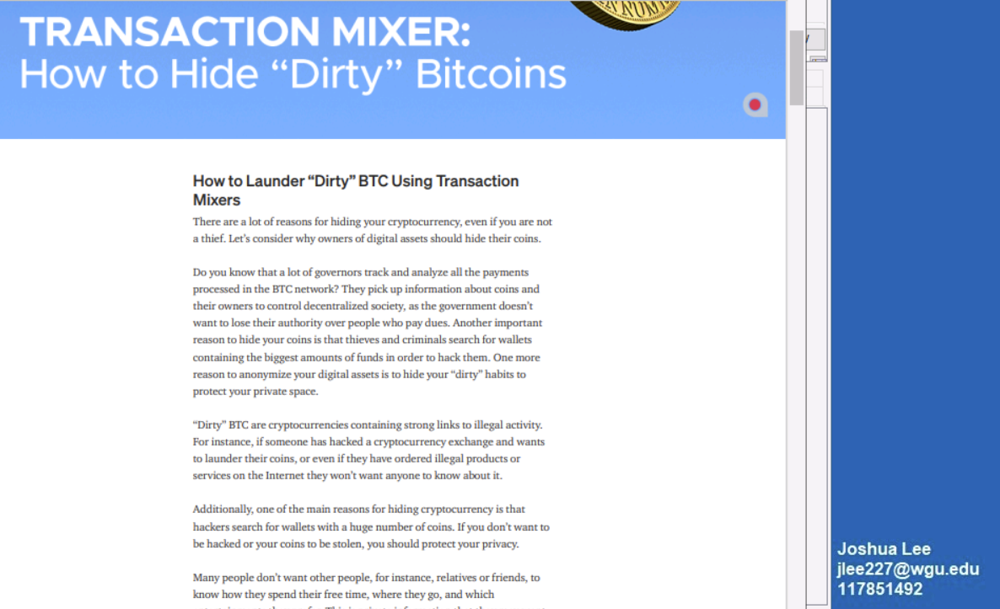 TRANSACTION MIXER:
How to Hide “Dirty” Bitcoins
How to Launder “Dirty” BTC Using Transaction
Mixers
There are a lot of reasons for hiding your cryptocurrency, even if you are not
a thief. Let’s consider why owners of digital assets should hide their coins.
Do you know that a lot of governors track and analyze all the payments
processed in the BTC network? They pick up information about coins and
their owners to control decentralized society, as the government doesn’t
want to lose their authority over people who pay dues. Another important
reason to hide your coins is that thieves and criminals search for wallets
containing the biggest amounts of funds in order to hack them. One more
reason to anonymize your digital assets is to hide your “dirty” habits to
protect your private space.
“Dirty” BTC are cryptocurrencies containing strong links to illegal activity.
For instance, if someone has hacked a cryptocurrency exchange and wants
to launder their coins, or even if they have ordered illegal products or
services on the Internet they won’t want anyone to know about it.
Additionally, one of the main reasons for hiding cryptocurrency is that
hackers search for wallets with a huge number of coins. If you don’t want to
be hacked or your coins to be stolen, you should protect your privacy.
Many people don’t want other people, for instance, relatives or friends, to
know how they spend their free time, where they go, and which
Joshua Lee
jlee227@wgu.edu
117851492